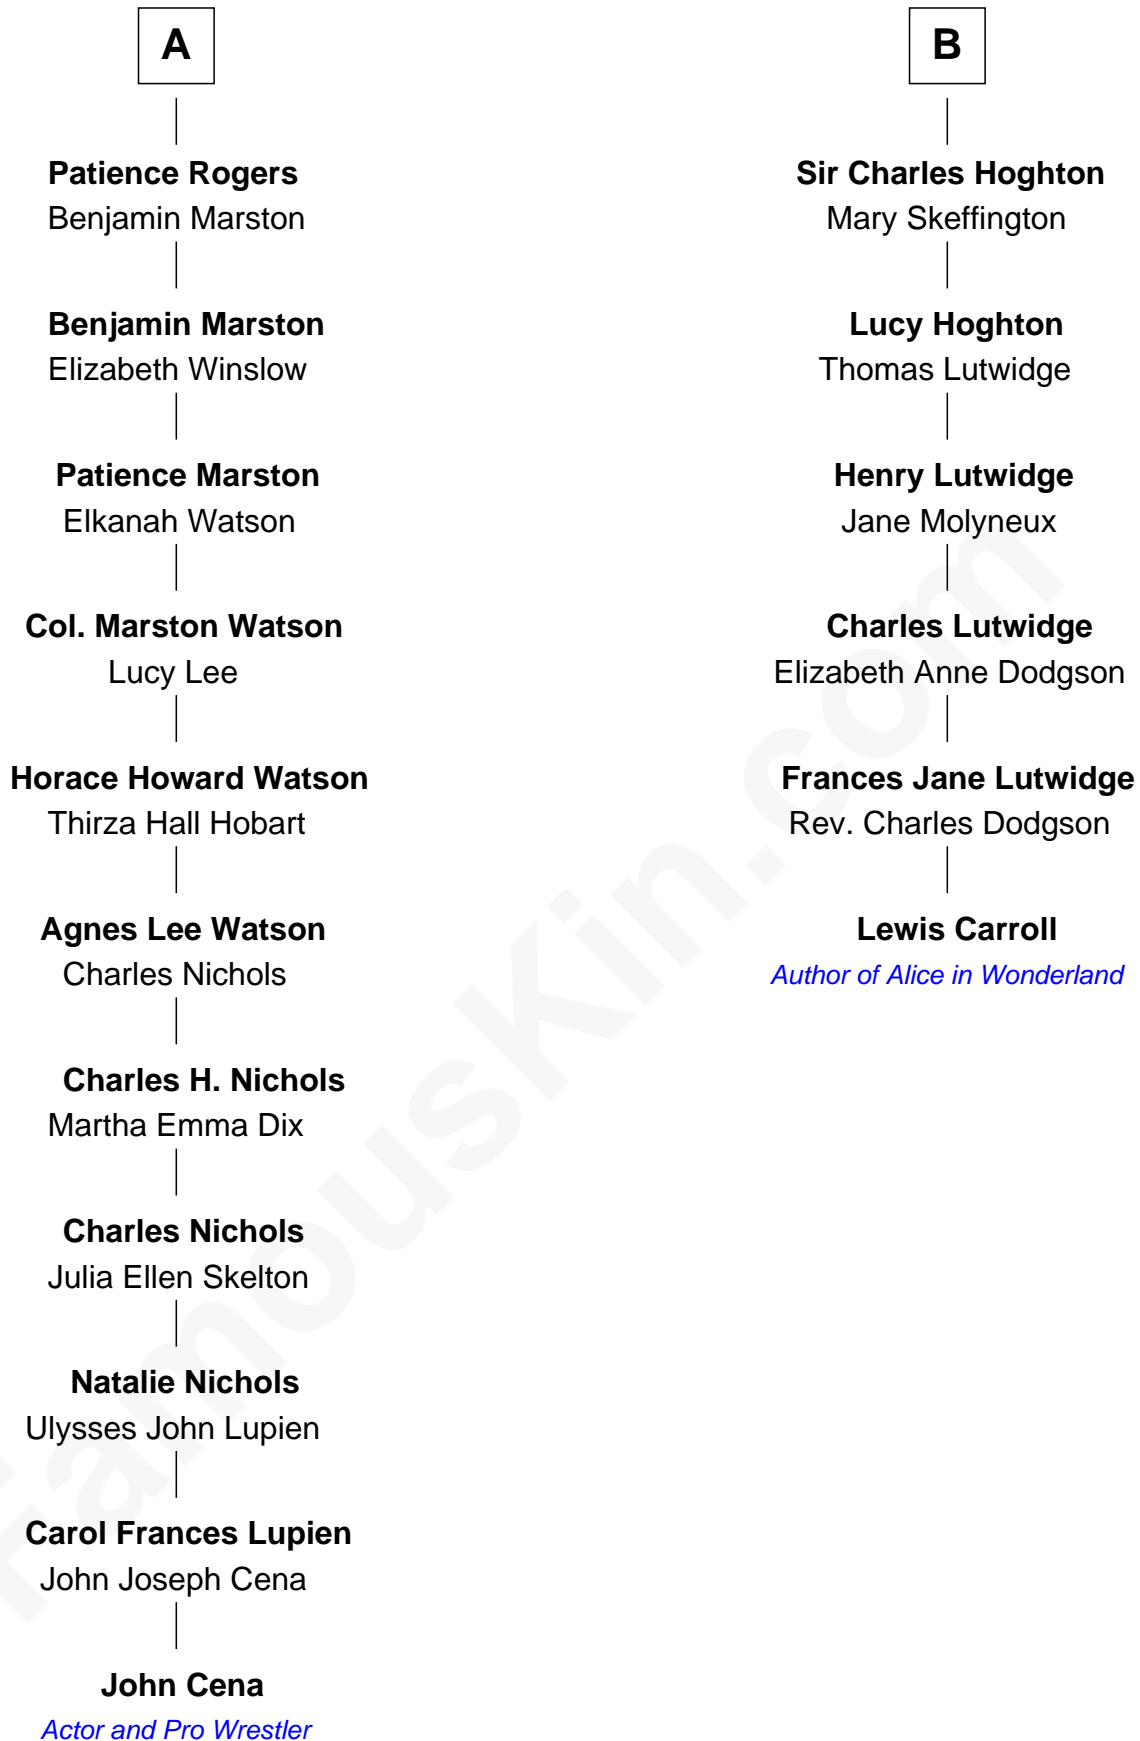 A
Patience Rogers
Benjamin Marston
Benjamin Marston
Elizabeth Winslow
Patience Marston
Elkanah Watson
Col. Marston Watson
Lucy Lee
Horace Howard Watson
Thirza Hall Hobart
Agnes Lee Watson
Charles Nichols
Charles H. Nichols
Martha Emma Dix
Charles Nichols
Julia Ellen Skelton
Natalie Nichols
Ulysses John Lupien
Carol Frances Lupien
John Joseph Cena
John Cena
Actor and Pro Wrestler
B
Sir Charles Hoghton
Mary Skeffington
Lucy Hoghton
Thomas Lutwidge
Henry Lutwidge
Jane Molyneux
Charles Lutwidge
Elizabeth Anne Dodgson
Frances Jane Lutwidge
Rev. Charles Dodgson
Lewis Carroll
Author of Alice in Wonderland
FamousKin.com